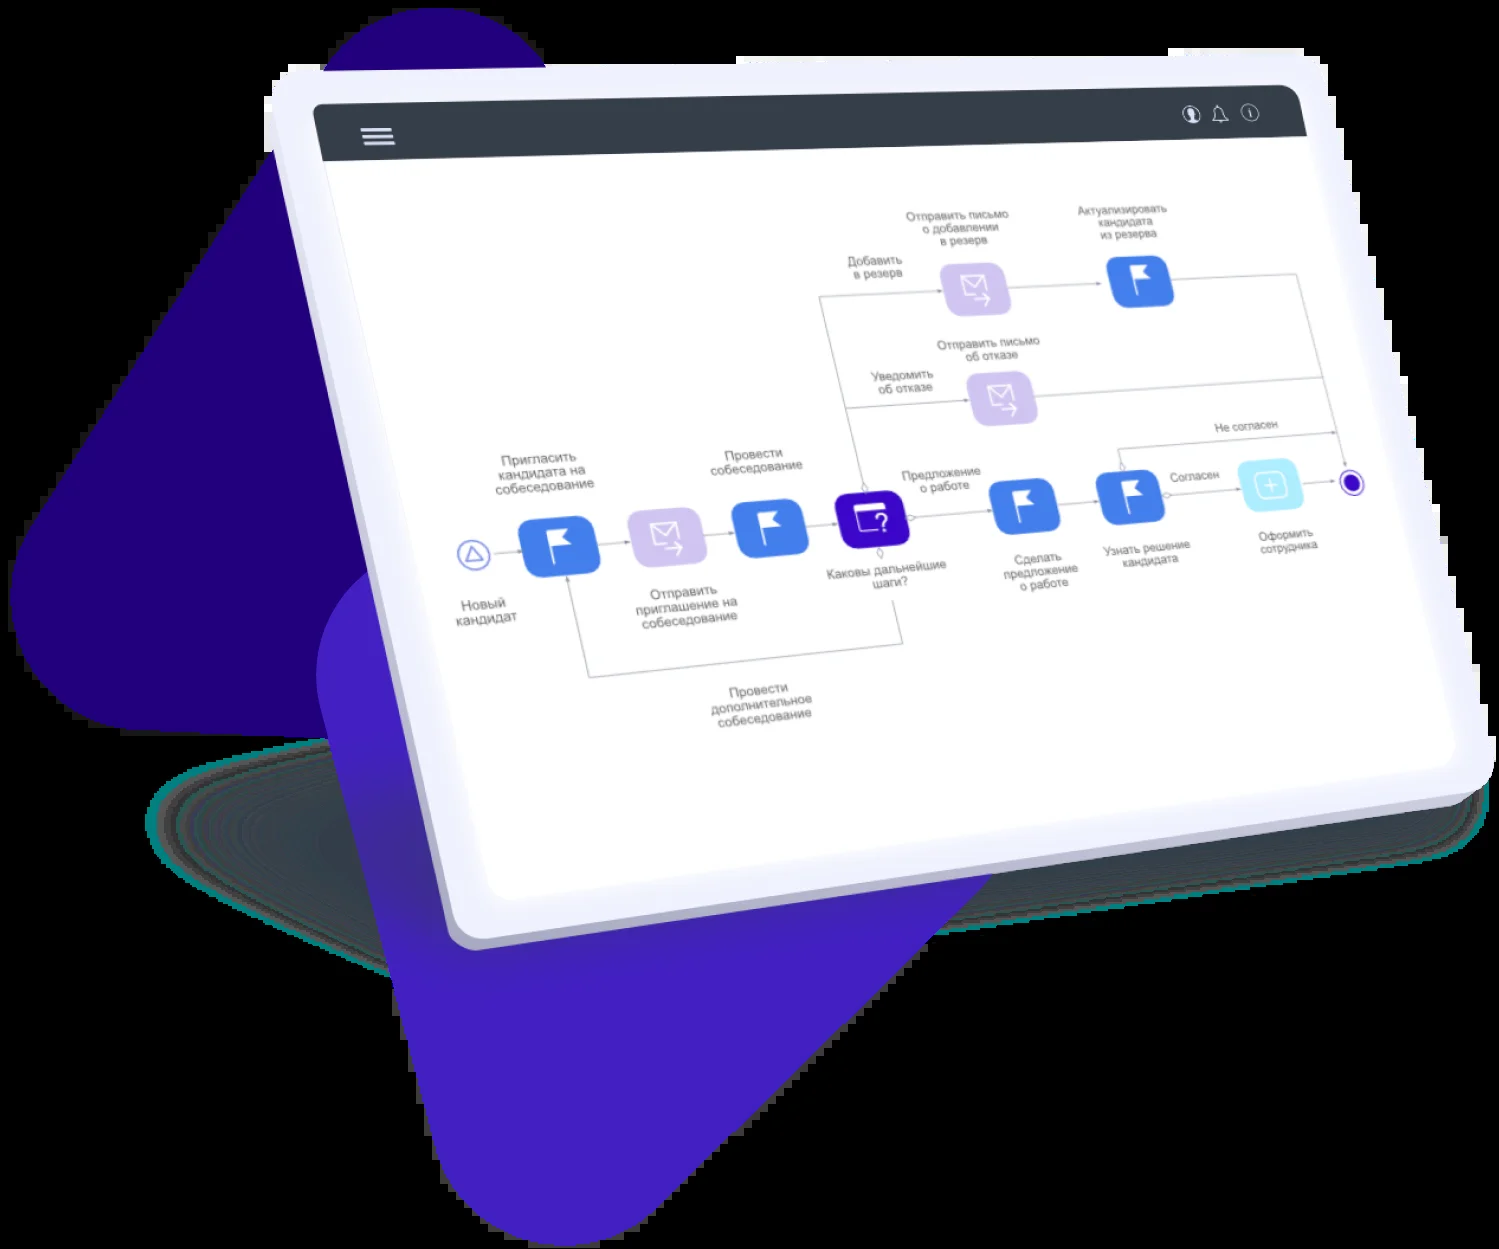 Отправить письмо
о добавлении
в резерв
Актуализировать
кандидата
из резерва
Добавить
в резерв
Отправить письмо
об отказе
Уведомить
об отказе
Не согласен
Пригласить
кандидата на
собеседование
Провести
собеседование
Предложение
о работе
Согласен
Новый
кандидат
Отправить
приглашение на
собеседование
Каковы дальнейшие
шаги?
Сделать
предложение
о работе
Узнать решение
кандидата
Оформить
сотрудника
Провести
дополнительное
собеседование